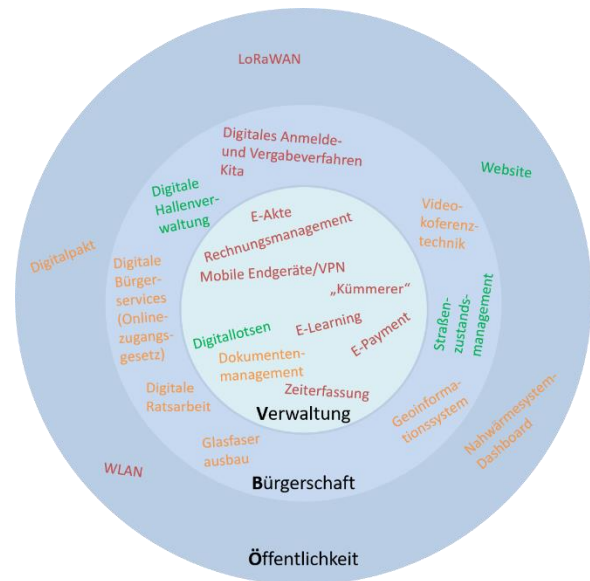 LoRaWAN
Digitales Anmelde-
und Vergabeverfahren
Kita
Website
Digitale
Hallenver-
waltung
Video-
koferenz-
technik
E-Akte
Rechnungsmanagement
Digitalpakt
Digitale
Bürger-
services
(Online-
zugangs-
gesetz)
Mobile Endgeräte/VPN
„Kümmerer“
Straßen-
zustands-
management
Digitallotsen
E-Learning
E-Payment
Dokumenten-
management
Digitale
Ratsarbeit
Zeiterfassung
Verwaltung
Geoinforma-
tionssystem
Nahwärmesystem-
Dashboard
Glasfaser
ausbau
WLAN
Bürgerschaft
Öffentlichkeit